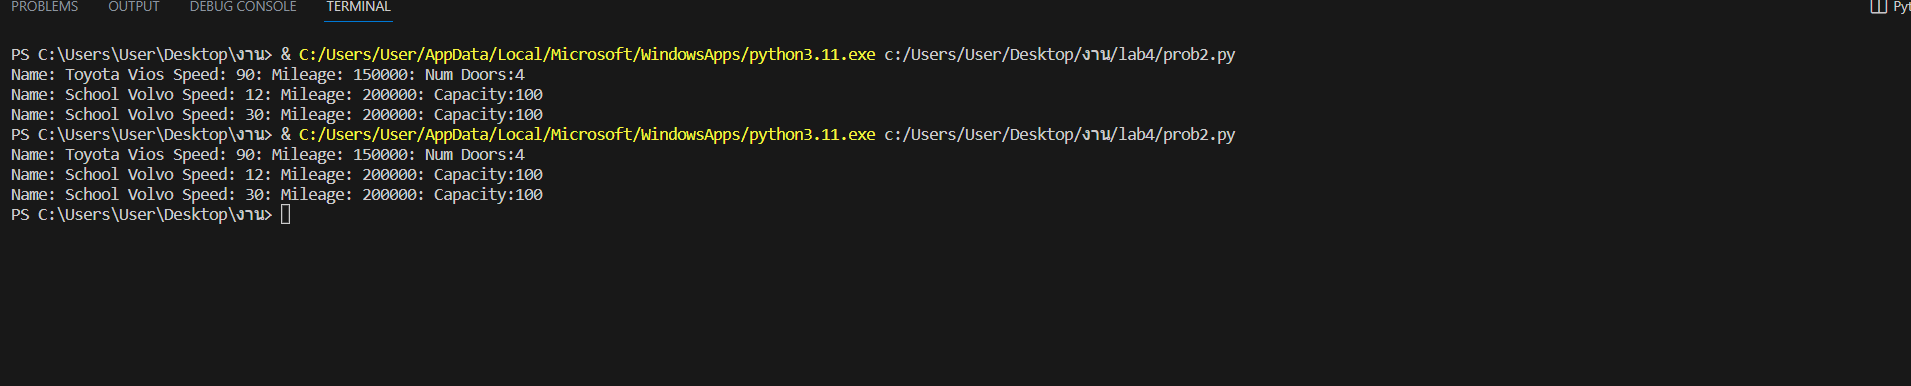 PROBLEMS OUTPUT DEBUG CONSOLE TERMINAL Pyt
PS C:\Users\User\Desktop\งาน> & C:/Users/User/AppData/Local/Microsoft/WindowsApps/python3.11.exe c:/Users/User/Desktop/งาน/lab4/prob2.py
Name: Toyota Vios Speed: 90: Mileage: 150000: Num Doors:4
Name: School Volvo Speed: 12: Mileage: 200000: Capacity:100
Name: School Volvo Speed: 30: Mileage: 200000: Capacity:100
PS C:\Users\User\Desktop\งาน> & C:/Users/User/AppData/Local/Microsoft/WindowsApps/python3.11.exe c:/Users/User/Desktop/งาน/lab4/prob2.py
Name: Toyota Vios Speed: 90: Mileage: 150000: Num Doors:4
Name: School Volvo Speed: 12: Mileage: 200000: Capacity:100
Name: School Volvo Speed: 30: Mileage: 200000: Capacity:100
PS C:\Users\User\Desktop\งาน>